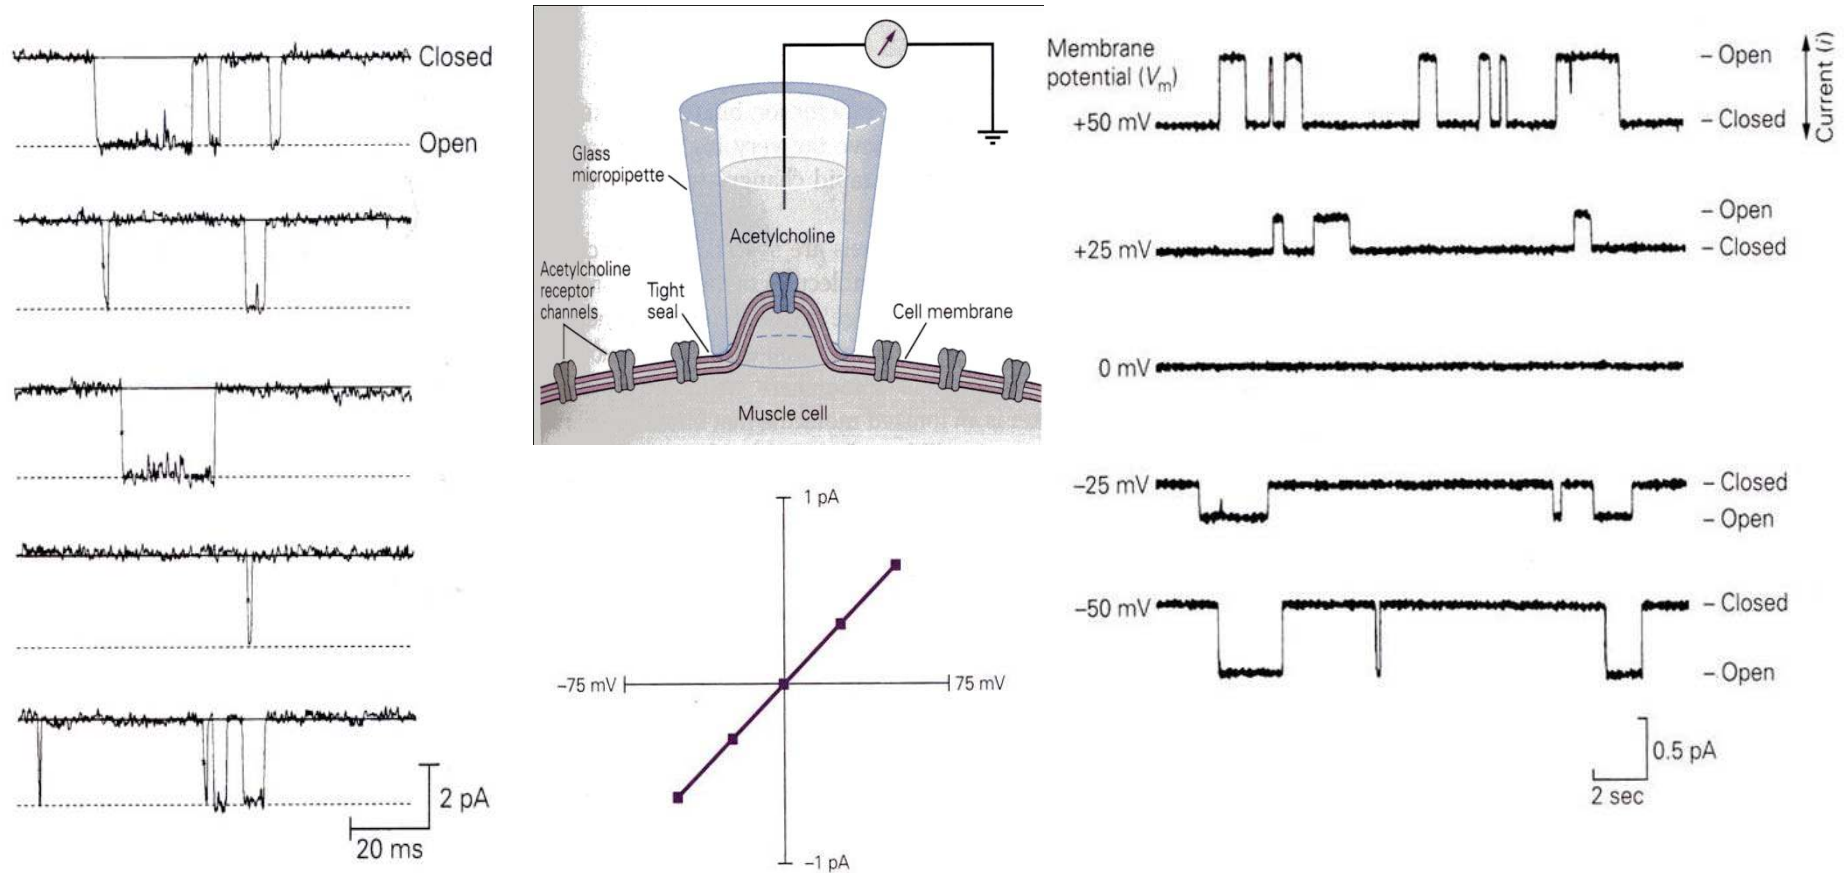 Closed
Open
2 pA
20 ms
Glass
micropipette
Acetylcholine
Acetylcholine
receptor
channels
Tight
seal
Cell membrane
Muscle cell
1 pA
–75 mV
75 mV
–1 pA
Membrane
potential (Vm)
+50 mV
– Open
– Closed
Current (i)
+25 mV
– Open
– Closed
0 mV
–25 mV
– Closed
– Open
–50 mV
– Closed
– Open
0.5 pA
2 sec